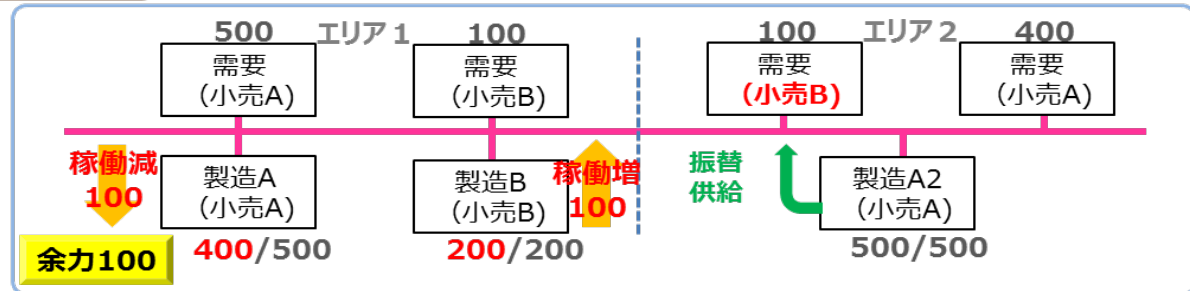 500
エリア１
100
100
エリア２
400
需要
（小売A）
需要
（小売B）
需要
（小売B）
需要
（小売A）
稼働減
100
製造A
（小売A）
製造B
（小売B）
稼働増
100
振替
供給
製造A2
（小売A）
余力100
400/500
200/200
500/500